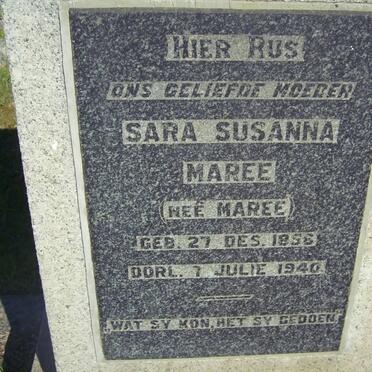 HIER RUS
ONS GELIEFDE MOEDER
SARA SUSANNA
MAREE
(NEË MAREE)
GEB. 27 DES. 1858
OORL. 7 JULIE 1940
"WAT SY KON, HET SY GEDOEN"